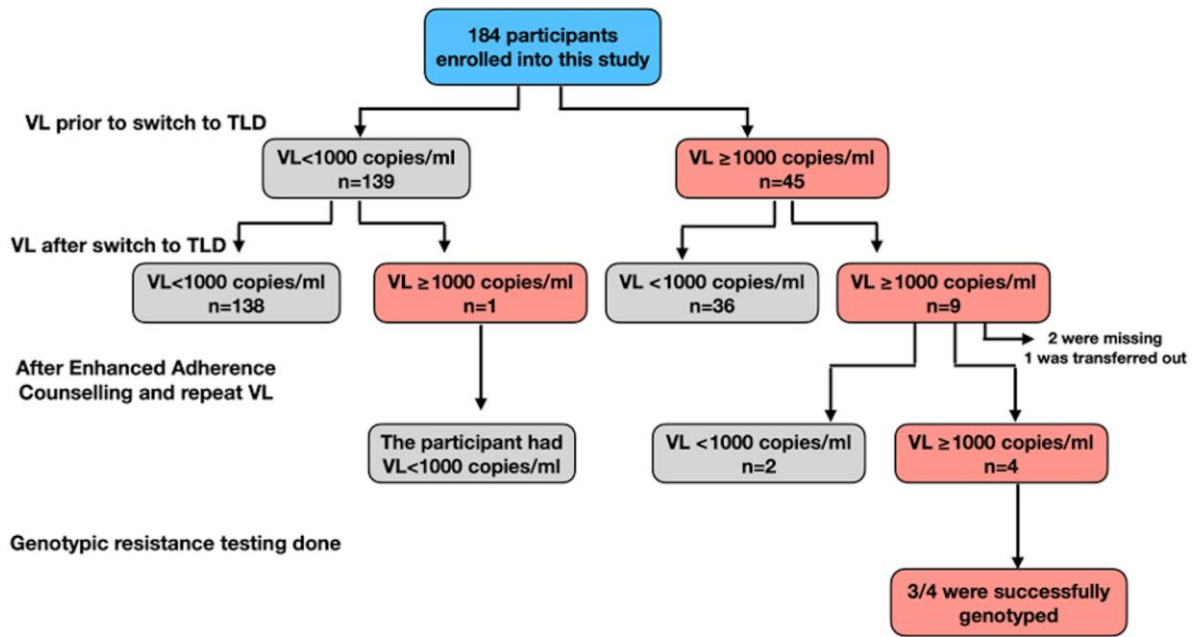 184 participants
enrolled into this study
VL prior to switch to TLD
VL<1000 copies/ml
n=139
VL ≥1000 copies/ml
n=45
VL after switch to TLD
VL<1000 copies/ml
n=138
VL ≥1000 copies/ml
n=1
VL <1000 copies/ml
n=36
VL ≥1000 copies/ml
n=9
2 were missing
1 was transferred out
After Enhanced Adherence
Counselling and repeat VL
The participant had
VL<1000 copies/ml
VL <1000 copies/ml
n=2
VL ≥1000 copies/ml
n=4
Genotypic resistance testing done
3/4 were successfully
genotyped